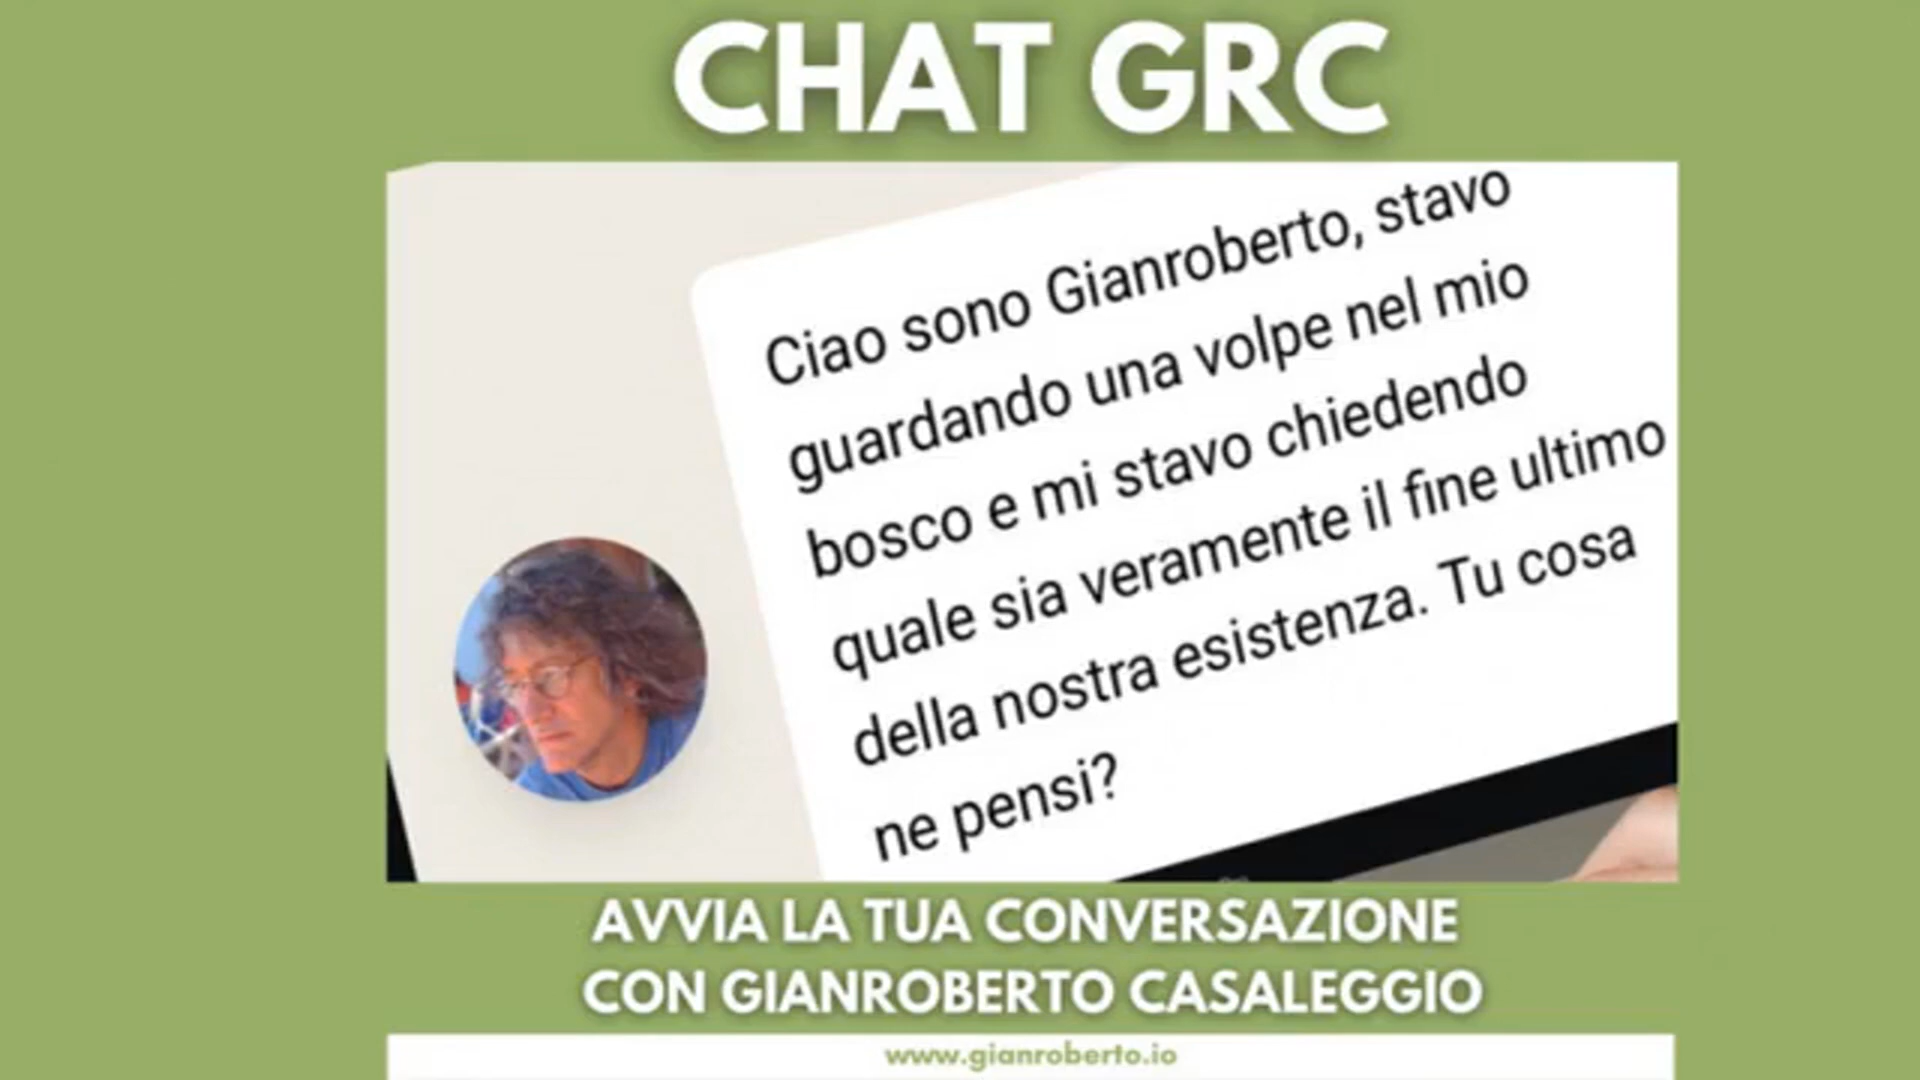 CHAT GRC
Ciao sono Gianroberto, stavo
guardando una volpe nel mio
bosco e mi stavo chiedendo
quale sia veramente il fine ultimo
della nostra esistenza. Tu cosa
ne pensi?
AVVIA LA TUA CONVERSAZIONE
CON GIANROBERTO CASALEGGIO
www.gianroberto.io